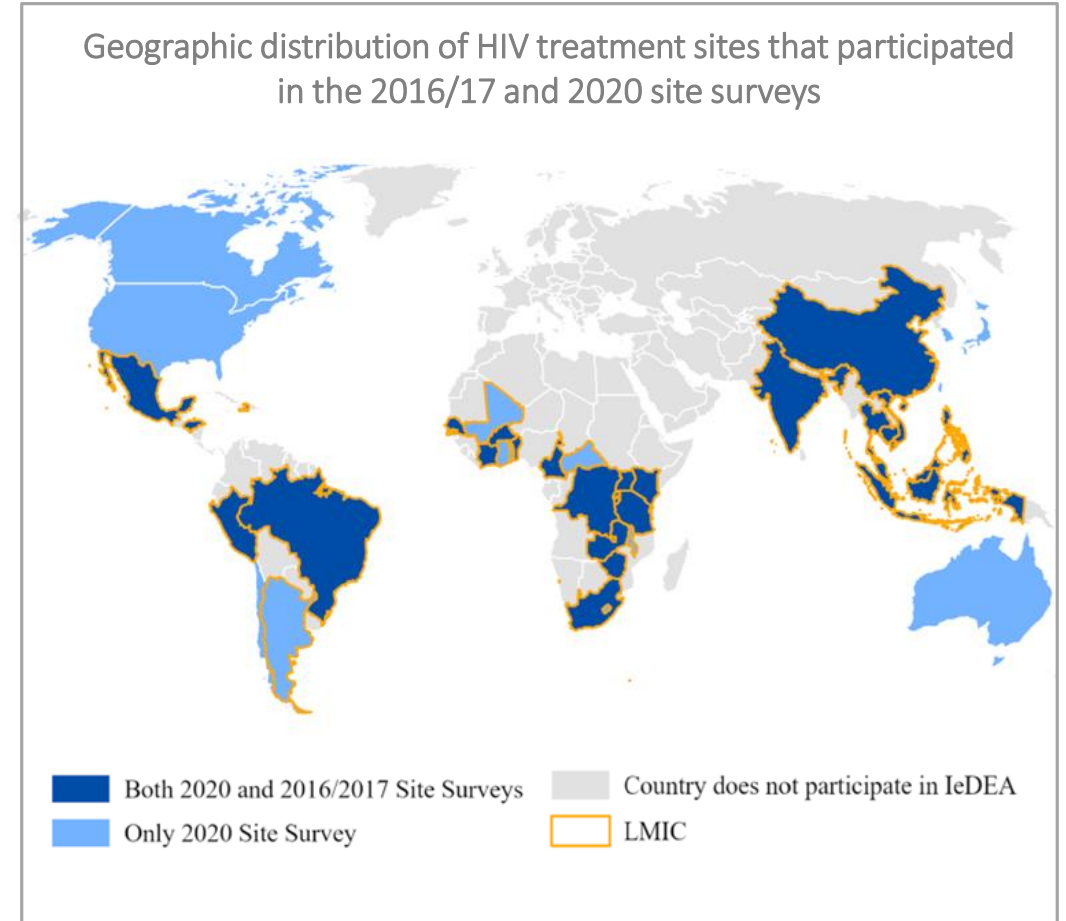 Geographic distribution of HIV treatment sites that participated
in the 2016/17 and 2020 site surveys
Both 2020 and 2016/2017 Site Surveys
Country does not participate in IeDEA
Only 2020 Site Survey
LMIC